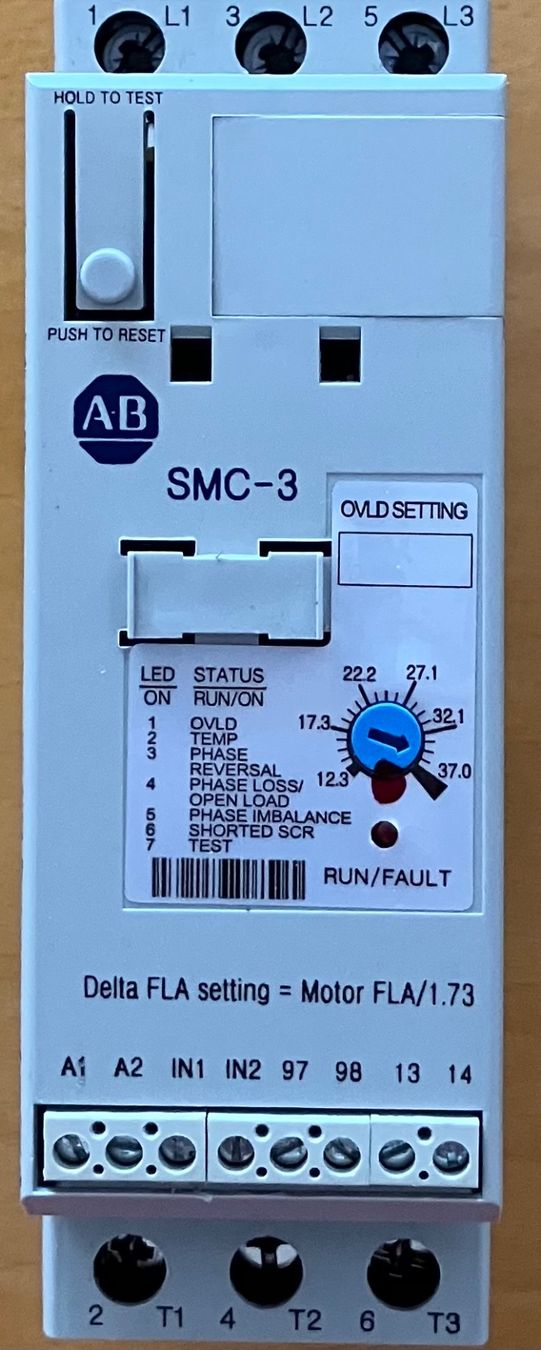 1 L1 3 L2 5 L3
HOLD TO TEST
PUSH TO RESET
A·B
SMC-3
OVLD SETTING
LED STATUS
ON RUN/ON
1 OVLD
2 TEMP
3 PHASE
REVERSAL
4 PHASE LOSS/
OPEN LOAD
5 PHASE IMBALANCE
6 SHORTED SCR
7 TEST
22.2 27.1
17.3 32.1
12.3 37.0
RUN/FAULT
Delta FLA setting = Motor FLA/1.73
A1 A2 IN1 IN2 97 98 13 14
2 T1 4 T2 6 T3